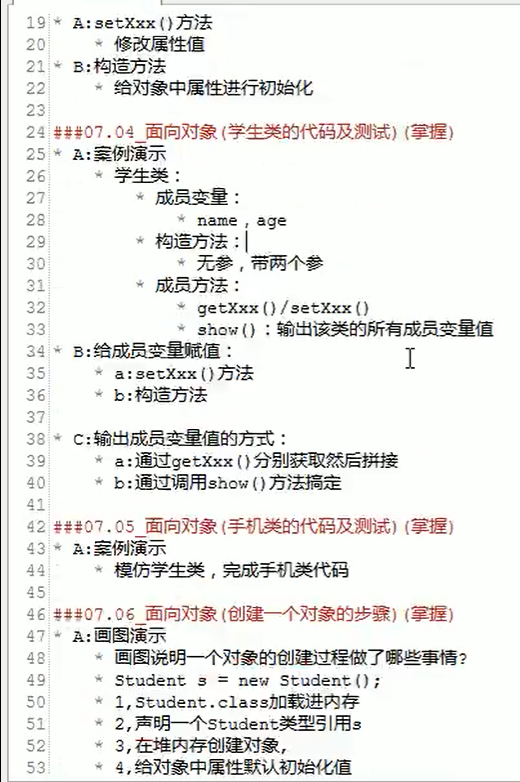 19 * A:setXxx()方法
20 * 修改属性值
21 * B:构造方法
22 * 给对象中属性进行初始化
23
24 ###07.04_面向对象(学生类的代码及测试)(掌握)
25 * A:案例演示
26 * 学生类：
27 * 成员变量：
28 * name，age
29 * 构造方法：
30 * 无参，带两个参
31 * 成员方法：
32 * getXxx()/setXxx()
33 * show()：输出该类的所有成员变量值
34 * B:给成员变量赋值：
35 * a:setXxx()方法
36 * b:构造方法
37
38 * C:输出成员变量值的方式：
39 * a:通过getXxx()分别获取然后拼接
40 * b:通过调用show()方法搞定
41
42 ###07.05_面向对象(手机类的代码及测试)(掌握)
43 * A:案例演示
44 * 模仿学生类，完成手机类代码
45
46 ###07.06_面向对象(创建一个对象的步骤)(掌握)
47 * A:画图演示
48 * 画图说明一个对象的创建过程做了哪些事情?
49 * Student s = new Student();
50 * 1,Student.class加载进内存
51 * 2,声明一个Student类型引用s
52 * 3,在堆内存创建对象,
53 * 4,给对象中属性默认初始化值